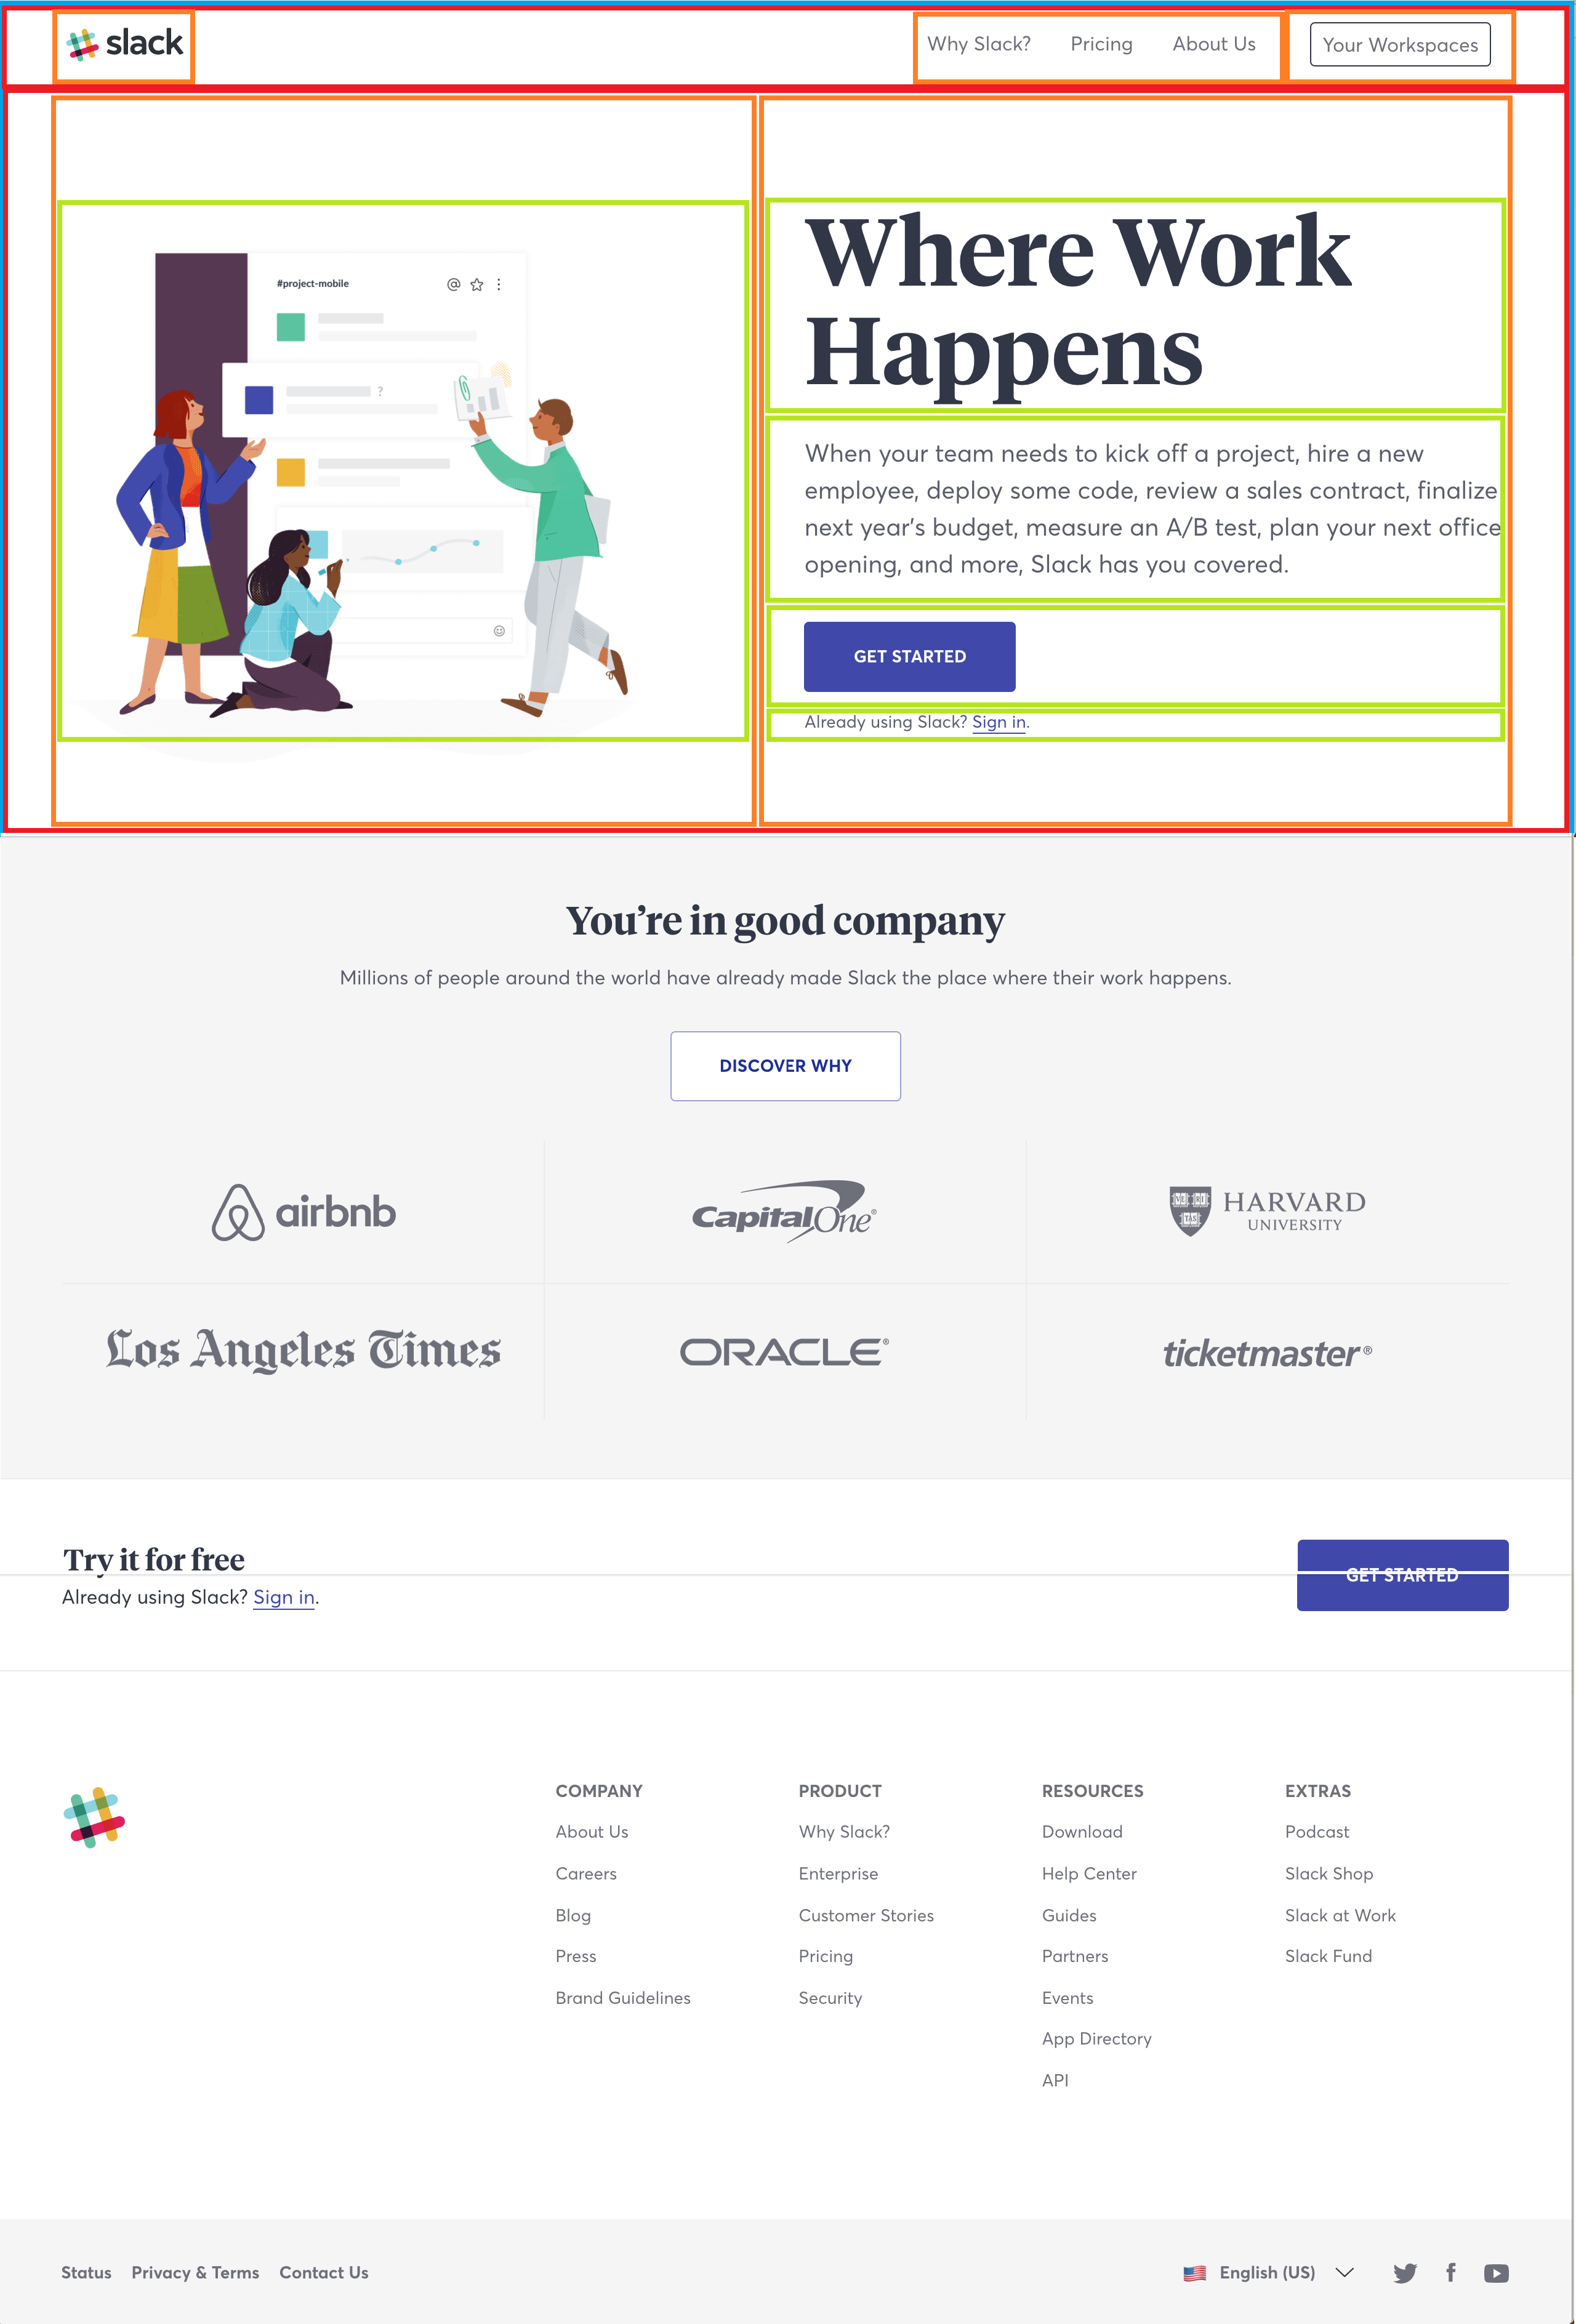 slack
Why Slack? Pricing About Us Your Workspaces
#project-mobile
?
Where Work
Happens
When your team needs to kick off a project, hire a new
employee, deploy some code, review a sales contract, finalize
next year's budget, measure an A/B test, plan your next office
opening, and more, Slack has you covered.
GET STARTED
Already using Slack? Sign in.
You're in good company
Millions of people around the world have already made Slack the place where their work happens.
DISCOVER WHY
airbnb
CapitalOne®
HARVARD
UNIVERSITY
Los Angeles Times
ORACLE®
ticketmaster®
Try it for free
Already using Slack? Sign in.
GET STARTED
COMPANY
About Us
Careers
Blog
Press
Brand Guidelines
PRODUCT
Why Slack?
Enterprise
Customer Stories
Pricing
Security
RESOURCES
Download
Help Center
Guides
Partners
Events
App Directory
API
EXTRAS
Podcast
Slack Shop
Slack at Work
Slack Fund
Status Privacy & Terms Contact Us
English (US)